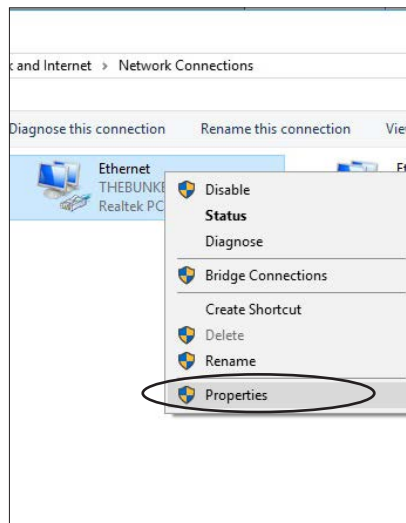 and Internet > Network Connections
Diagnose this connection Rename this connection
Ethernet
Realtek PC
Disable
Status
Diagnose
Bridge Connections
Create Shortcut
Delete
Rename
Properties